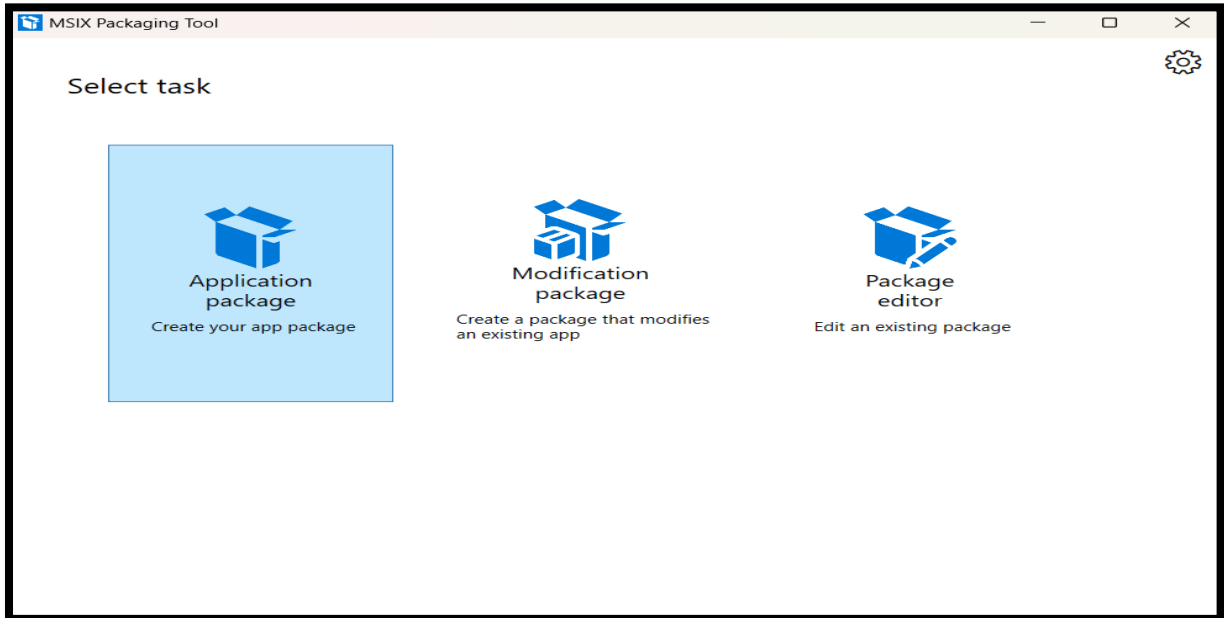 MSIX Packaging Tool
Select task
Application
package
Create your app package
Modification
package
Create a package that modifies
an existing app
Package
editor
Edit an existing package